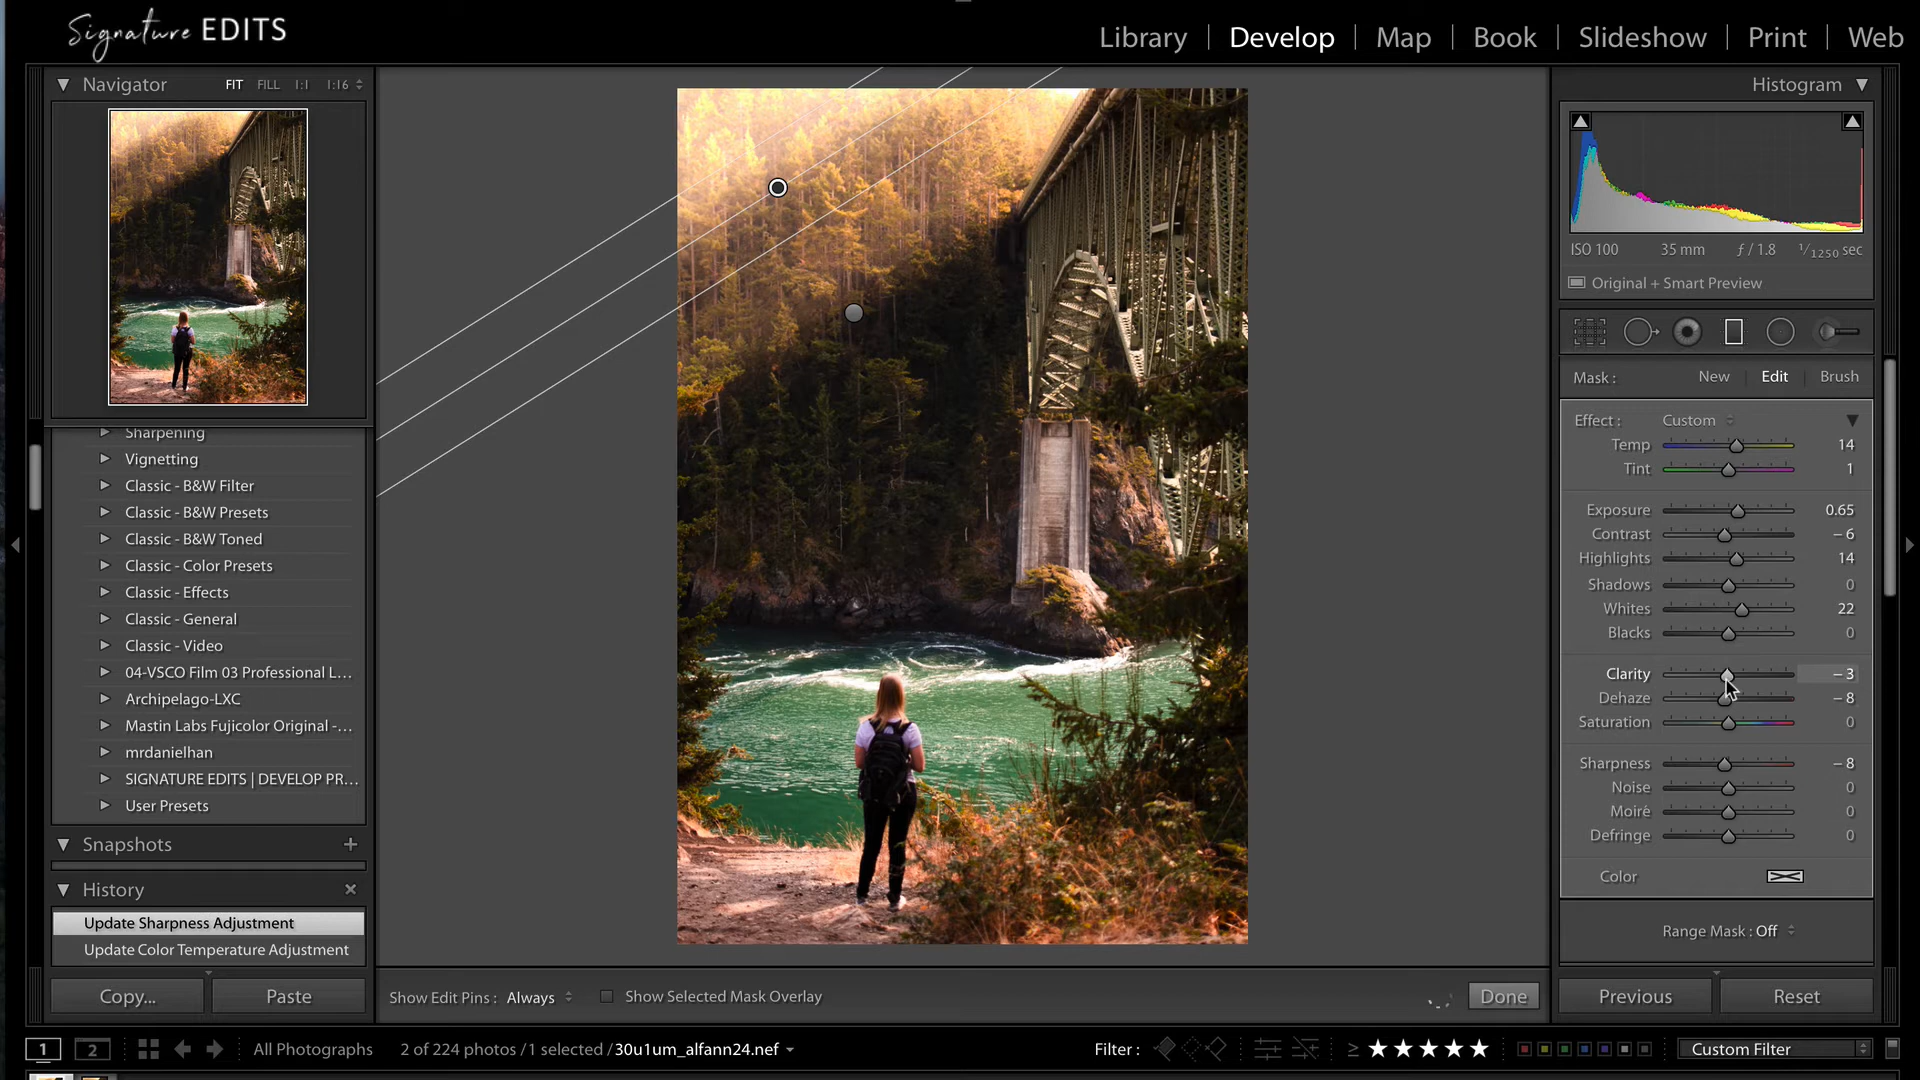 Signature EDITS
Library | Develop | Map | Book | Slideshow | Print | Web
Navigator FIT FILL 1:1 1:16
Sharpening
Vignetting
Classic - B&W Filter
Classic - B&W Presets
Classic - B&W Toned
Classic - Color Presets
Classic - Effects
Classic - General
Classic - Video
04-VSCO Film 03 Professional L...
Archipelago-LXC
Mastin Labs Fujicolor Original -...
mrdanielhan
SIGNATURE EDITS | DEVELOP PR...
User Presets
Snapshots +
History ×
Update Sharpness Adjustment
Update Color Temperature Adjustment
Copy... Paste
Show Edit Pins : Always Show Selected Mask Overlay Done
Histogram
ISO 100 35 mm ƒ / 1.8 1/1250 sec
Original + Smart Preview
Mask : New Edit Brush
Effect : Custom
Temp 14
Tint 1
Exposure 0.65
Contrast – 6
Highlights 14
Shadows 0
Whites 22
Blacks 0
Clarity – 3
Dehaze – 8
Saturation 0
Sharpness – 8
Noise 0
Moiré 0
Defringe 0
Color
Range Mask : Off
Previous Reset
1 2 All Photographs 2 of 224 photos /1 selected /30u1um_alfann24.nef Filter : ≥ ★★★★★ Custom Filter